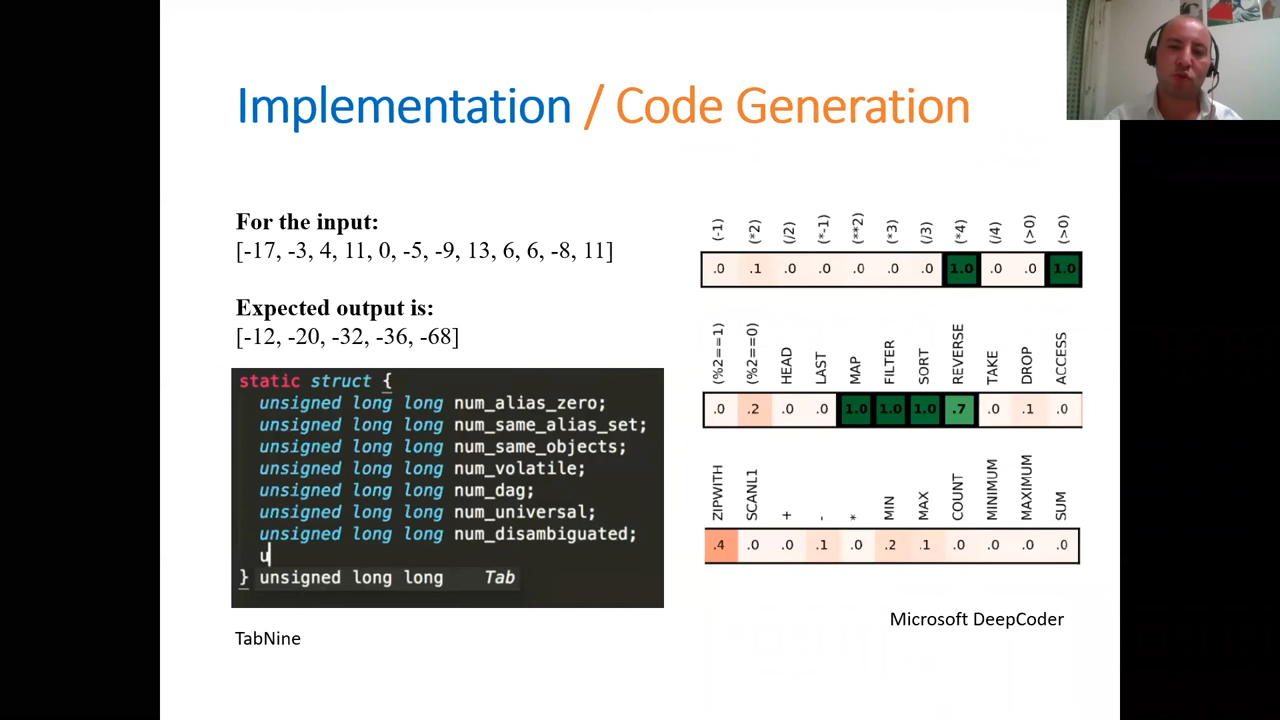 Implementation / Code Generation
For the input:
[-17, -3, 4, 11, 0, -5, -9, 13, 6, 6, -8, 11]
Expected output is:
[-12, -20, -32, -36, -68]
static struct {
unsigned long long num_alias_zero;
unsigned long long num_same_alias_set;
unsigned long long num_same_objects;
unsigned long long num_volatile;
unsigned long long num_dag;
unsigned long long num_universal;
unsigned long long num_disambiguated;
u
} unsigned long long Tab
TabNine
(-1) (*2) (/2) (*-1) (**2) (*3) (/3) (*4) (/4) (>0) (>0)
.0 .1 .0 .0 .0 .0 .0 1.0 .0 .0 1.0
(%2==1) (%2==0) HEAD LAST MAP FILTER SORT REVERSE TAKE DROP ACCESS
.0 .2 .0 .0 1.0 1.0 1.0 .7 .0 .1 .0
ZIPWITH SCANL1 + - * MIN MAX COUNT MINIMUM MAXIMUM SUM
.4 .0 .0 .1 .0 .2 .1 .0 .0 .0 .0
Microsoft DeepCoder